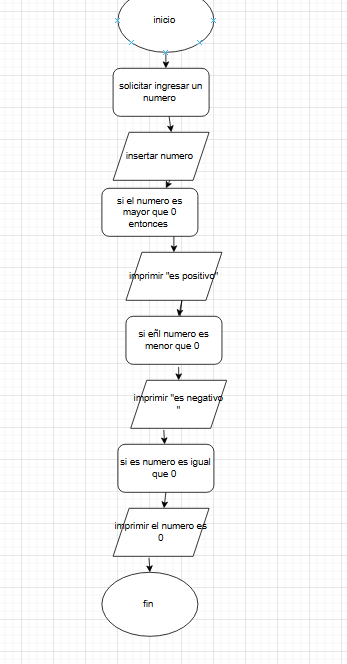 inicio
solicitar ingresar un
numero
insertar numero
si el numero es
mayor que 0
entonces
imprimir "es positivo"
si eñl numero es
menor que 0
imprimir "es negativo
"
si es numero es igual
que 0
imprimir el numero es
0
fin